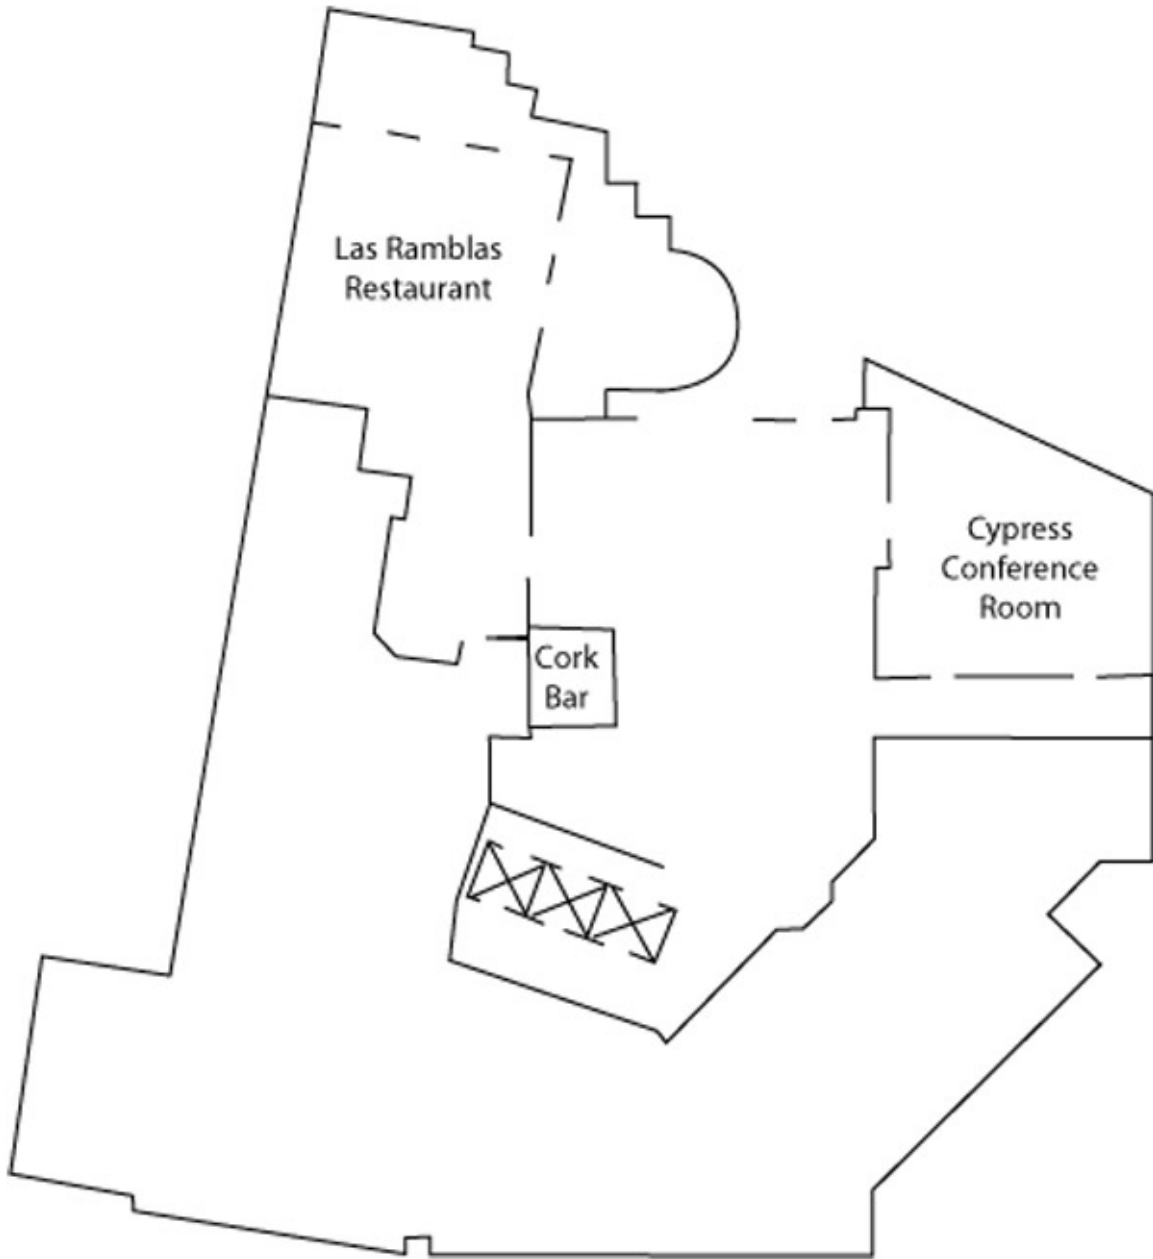 Las Ramblas
Restaurant
Cypress
Conference
Room
Cork
Bar